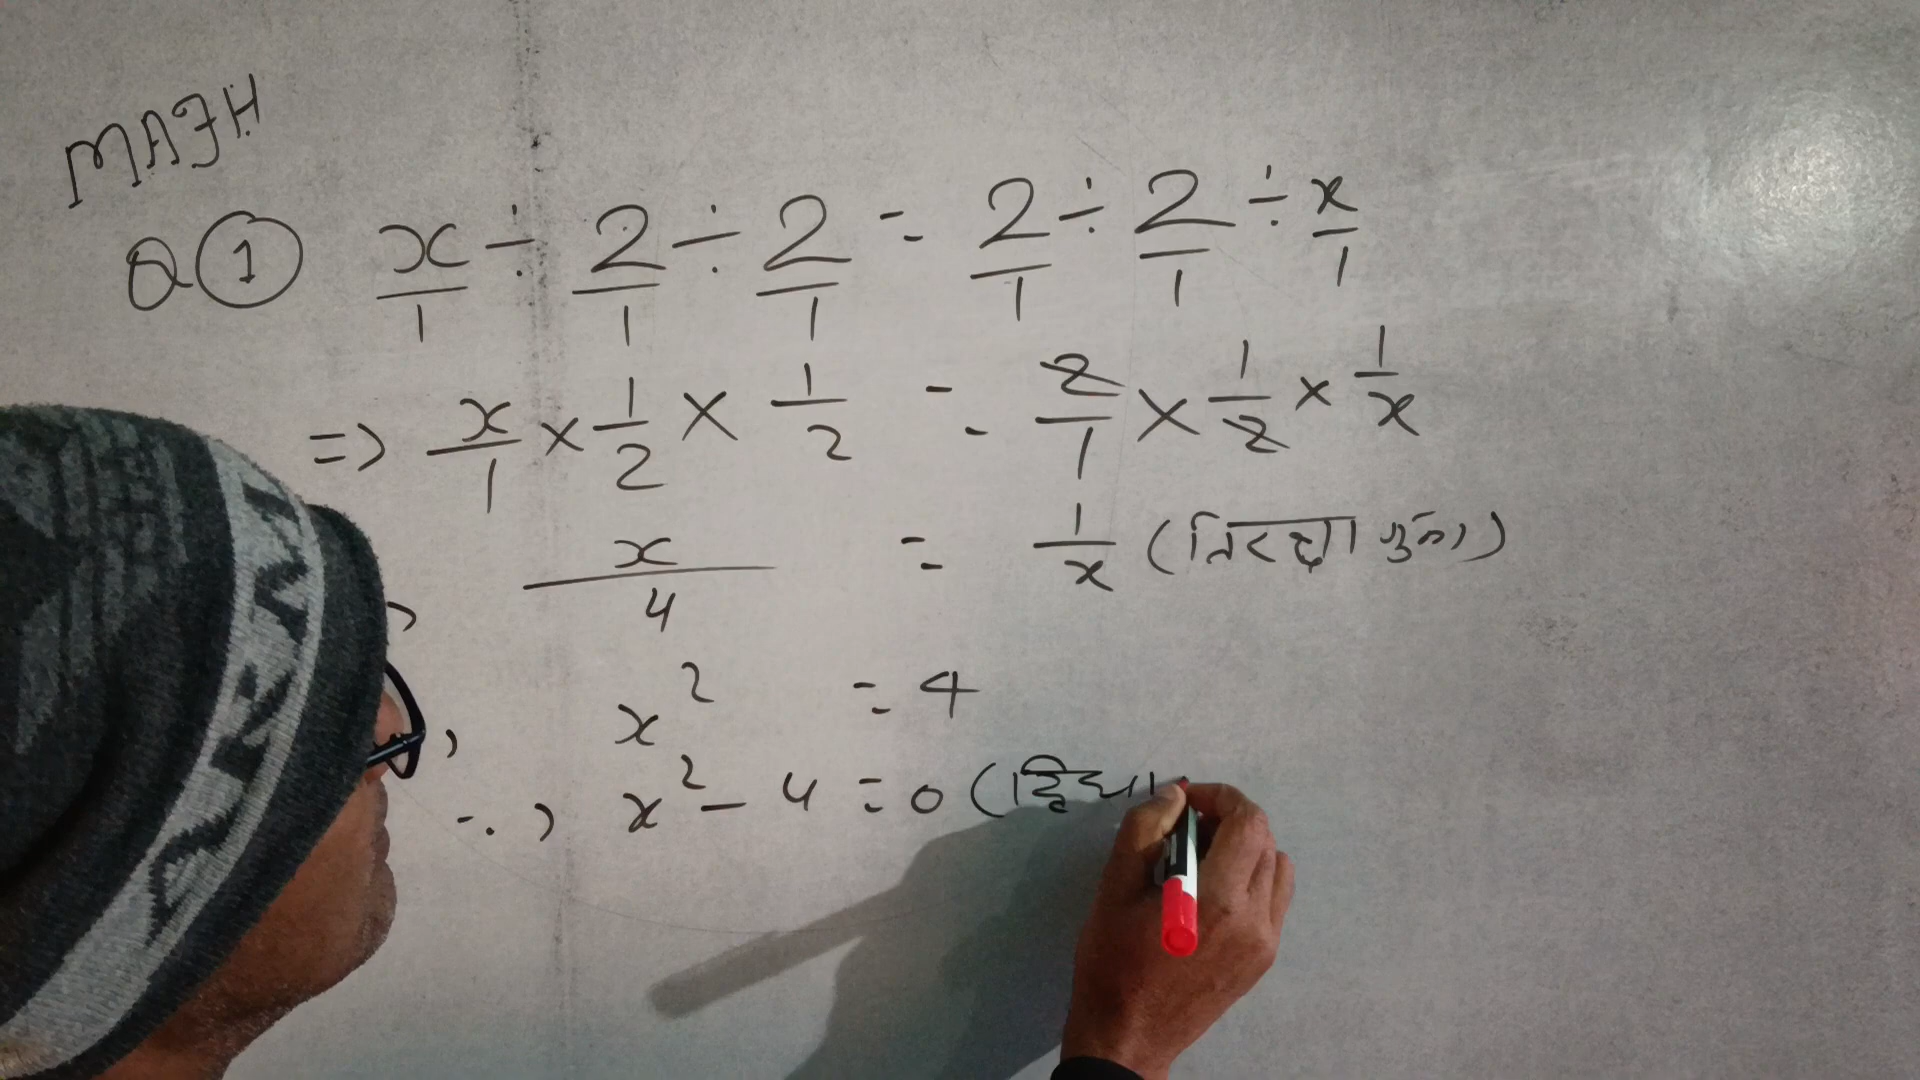 MATH
Q ① x/1 ÷ 2/1 ÷ 2/1 = 2/1 ÷ 2/1 ÷ x/1
=> x/1 × 1/2 × 1/2 = 2/1 × 1/2 × 1/x
x/4 = 1/x (तिरछा गुना)
x² = 4
x² - 4 = 0 (